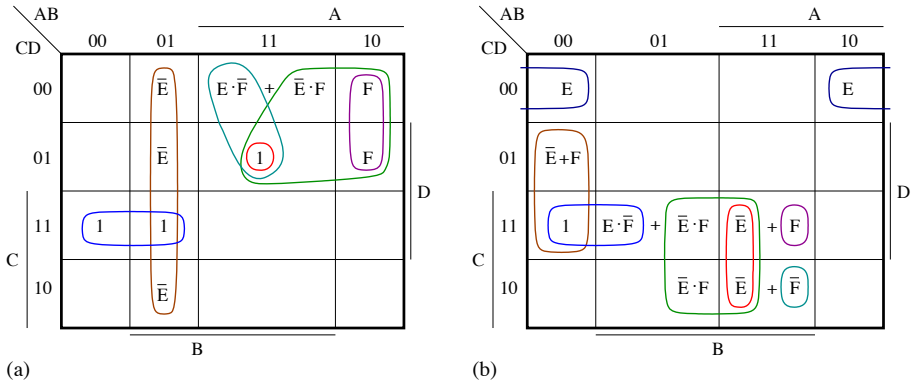 AB A AB A
CD 00 01 11 10 CD 00 01 11 10
00 E̅ E·F̅ + E̅·F F 00 E E
01 E̅ 1 F D 01 E̅+F D
C 11 1 1 C 11 1 E·F̅ + E̅·F E̅ + F
10 E̅ 10 E̅·F E̅ + F̅
B B
(a) (b)